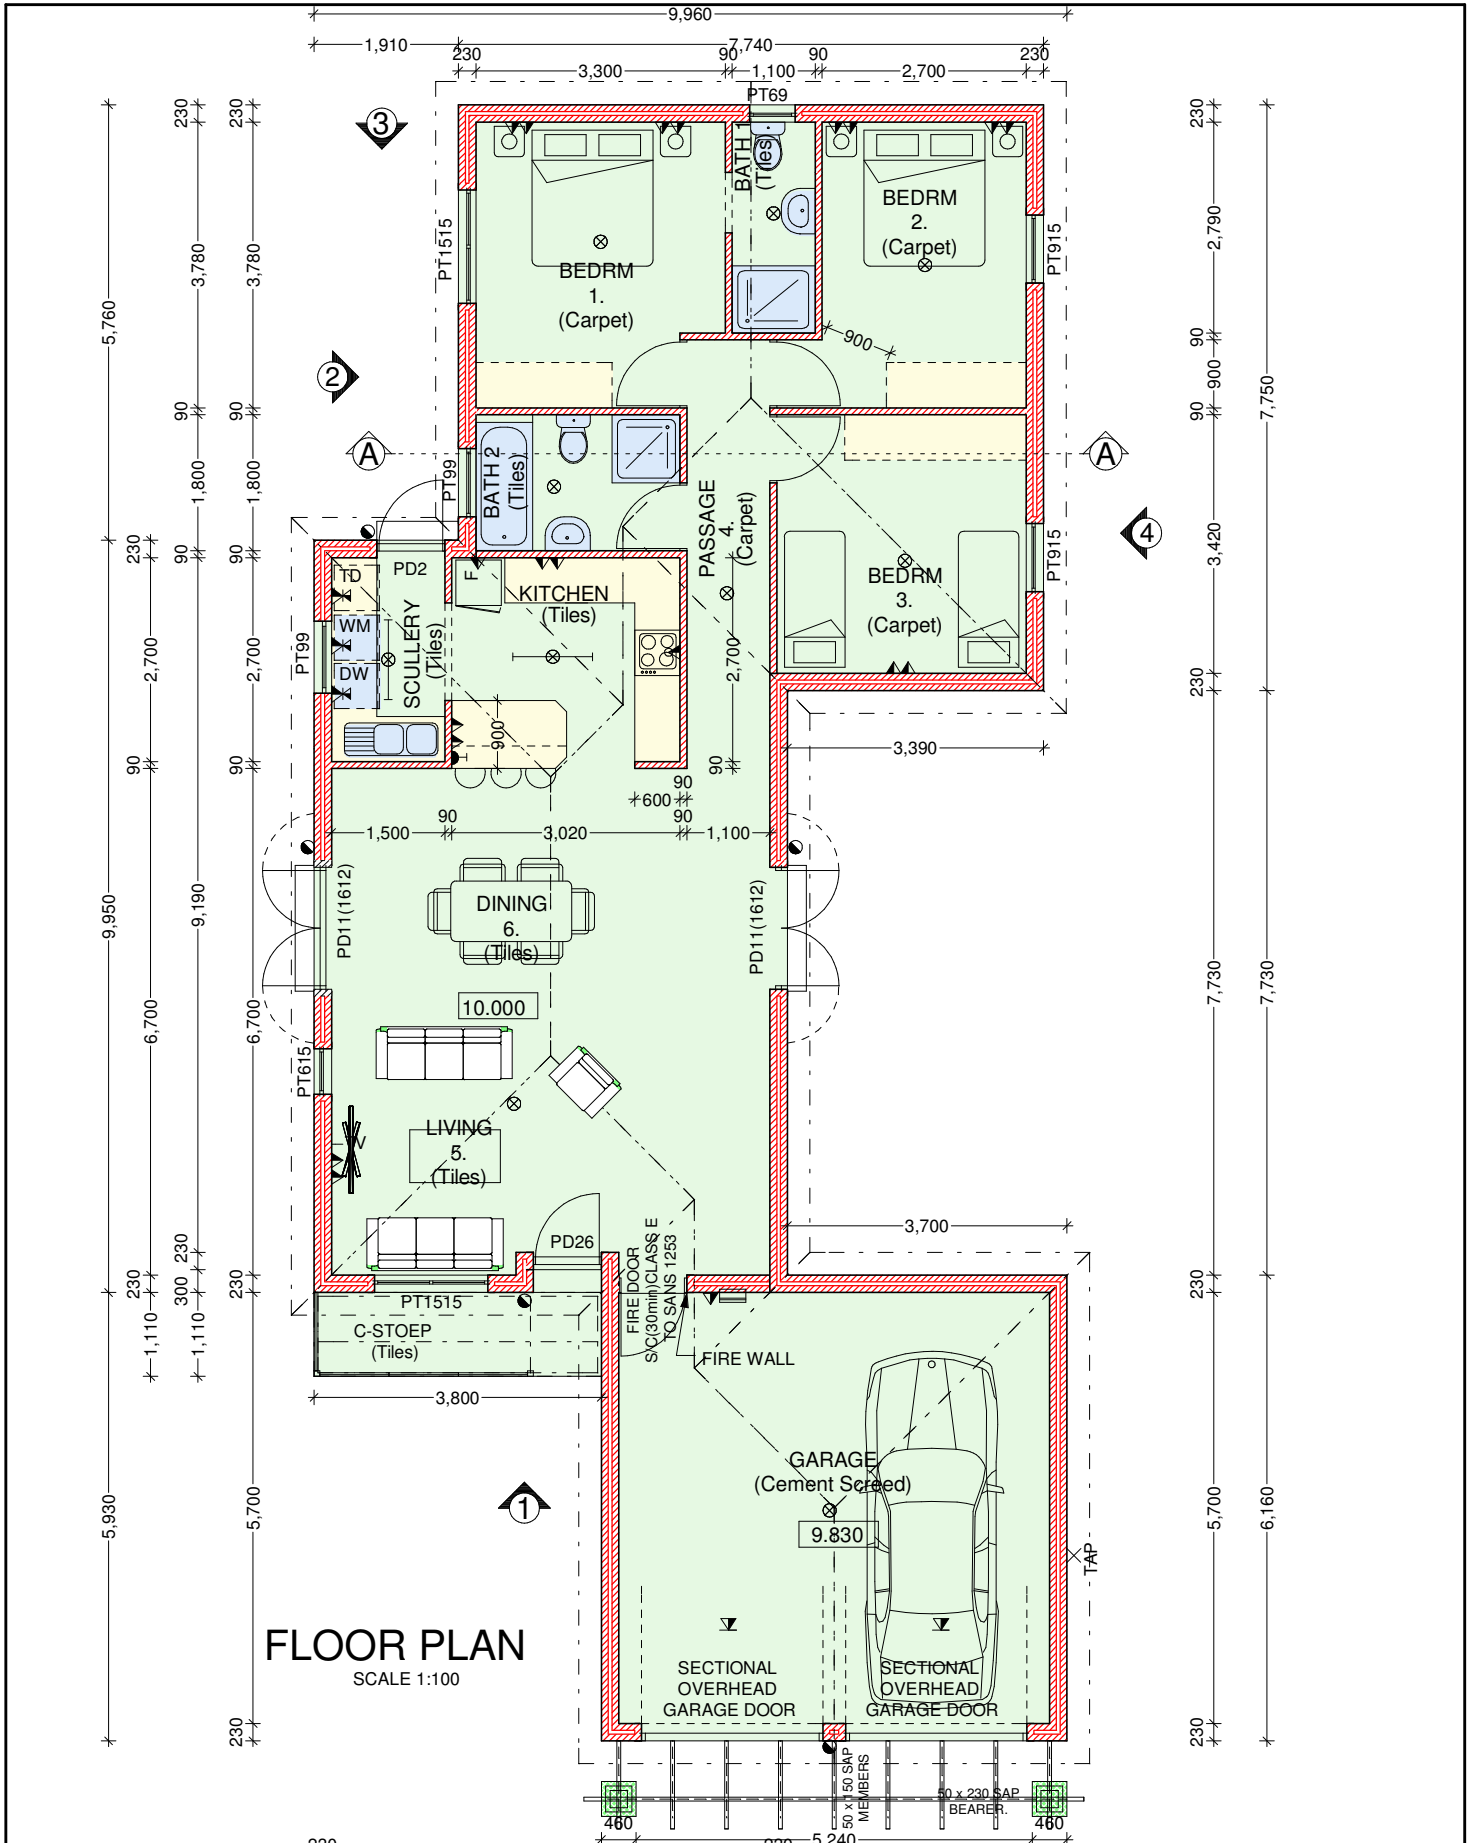 9,960
1,910
7,740
230
90
90
230
3,300
1,100
2,700
PT69
3
230
230
230
230
BATH 1
(Tiles)
BEDRM
2.
(Carpet)
PT1515
PT915
BEDRM
1.
(Carpet)
3,780
3,780
2,790
5,760
900
90
900
7,750
2
90
90
90
A
A
PT99
BATH 2
(Tiles)
1,800
1,800
PASSAGE
4.
(Carpet)
3,420
4
230
90
90
PD2
TD
F
KITCHEN
(Tiles)
BEDRM
3.
(Carpet)
PT915
WM
SCULLERY
(Tiles)
DW
PT99
2,700
2,700
2,700
230
900
3,390
90
90
90
90
600
90
90
1,500
3,020
1,100
PD11(1612)
DINING
6.
(Tiles)
PD11(1612)
9,950
9,190
7,730
7,730
10.000
6,700
6,700
PT615
LIVING
5.
(Tiles)
3,700
PD26
FIRE DOOR
S/C(30min)CLASS E
TO SANS 1253
230
230
300
230
230
PT1515
C-STOEP
(Tiles)
1,110
1,110
FIRE WALL
3,800
GARAGE
(Cement Screed)
9.830
1
5,930
5,700
5,700
6,160
TAP
FLOOR PLAN
SCALE 1:100
SECTIONAL
OVERHEAD
GARAGE DOOR
SECTIONAL
OVERHEAD
GARAGE DOOR
230
230
50 x 150 SAP
MEMBERS
50 x 230 SAP
BEARER.
460
460
5,240
230
230